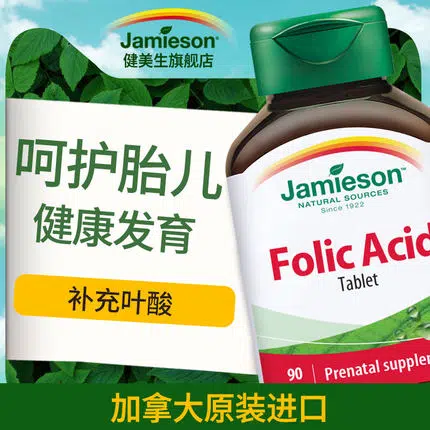 Jamieson
健美生旗舰店
呵护胎儿
健康发育
补充叶酸
Jamieson
NATURAL SOURCES
Since 1922
Folic Acid
Tablet
90 Prenatal supplem
加拿大原装进口